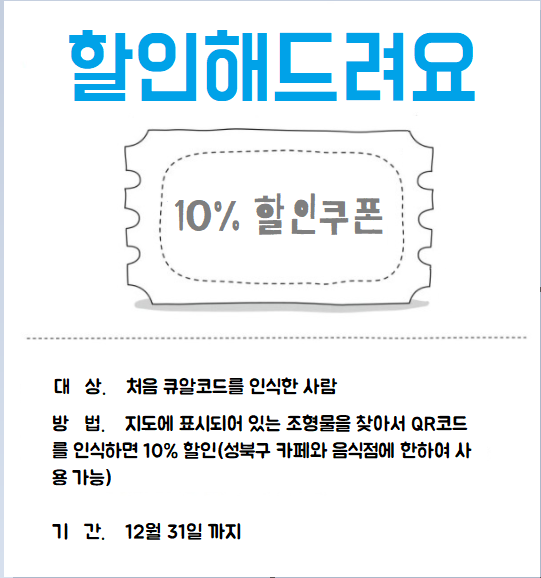 할인해드려요
10% 할인쿠폰
대 상. 처음 큐알코드를 인식한 사람
방 법. 지도에 표시되어 있는 조형물을 찾아서 QR코드
를 인식하면 10% 할인(성북구 카페와 음식점에 한하여 사
용 가능)
기 간. 12월 31일 까지